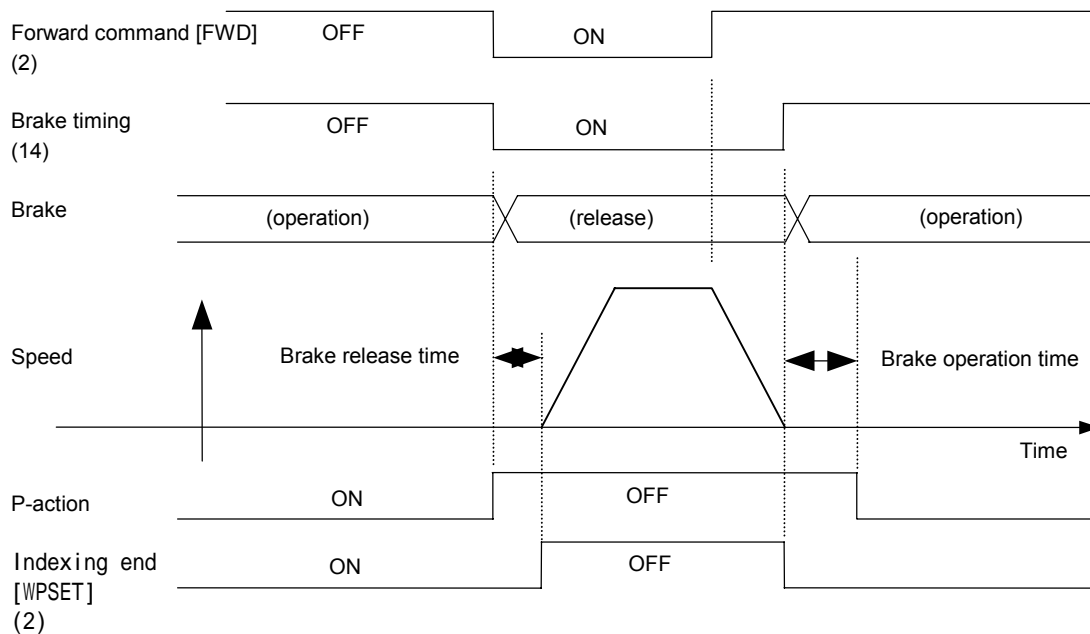 Forward command [FWD] OFF ON
(2)
Brake timing OFF ON
(14)
Brake (operation) (release) (operation)
Speed Brake release time Brake operation time
Time
P-action ON OFF
Indexing end ON OFF
[WPSET]
(2)